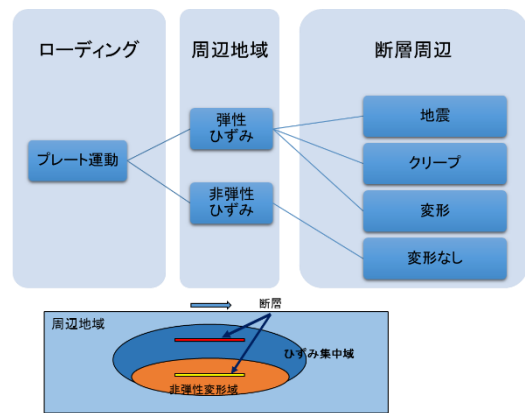 ローディング
周辺地域
断層周辺
プレート運動
弾性
ひずみ
非弾性
ひずみ
地震
クリープ
変形
変形なし
断層
周辺地域
ひずみ集中域
非弾性変形域